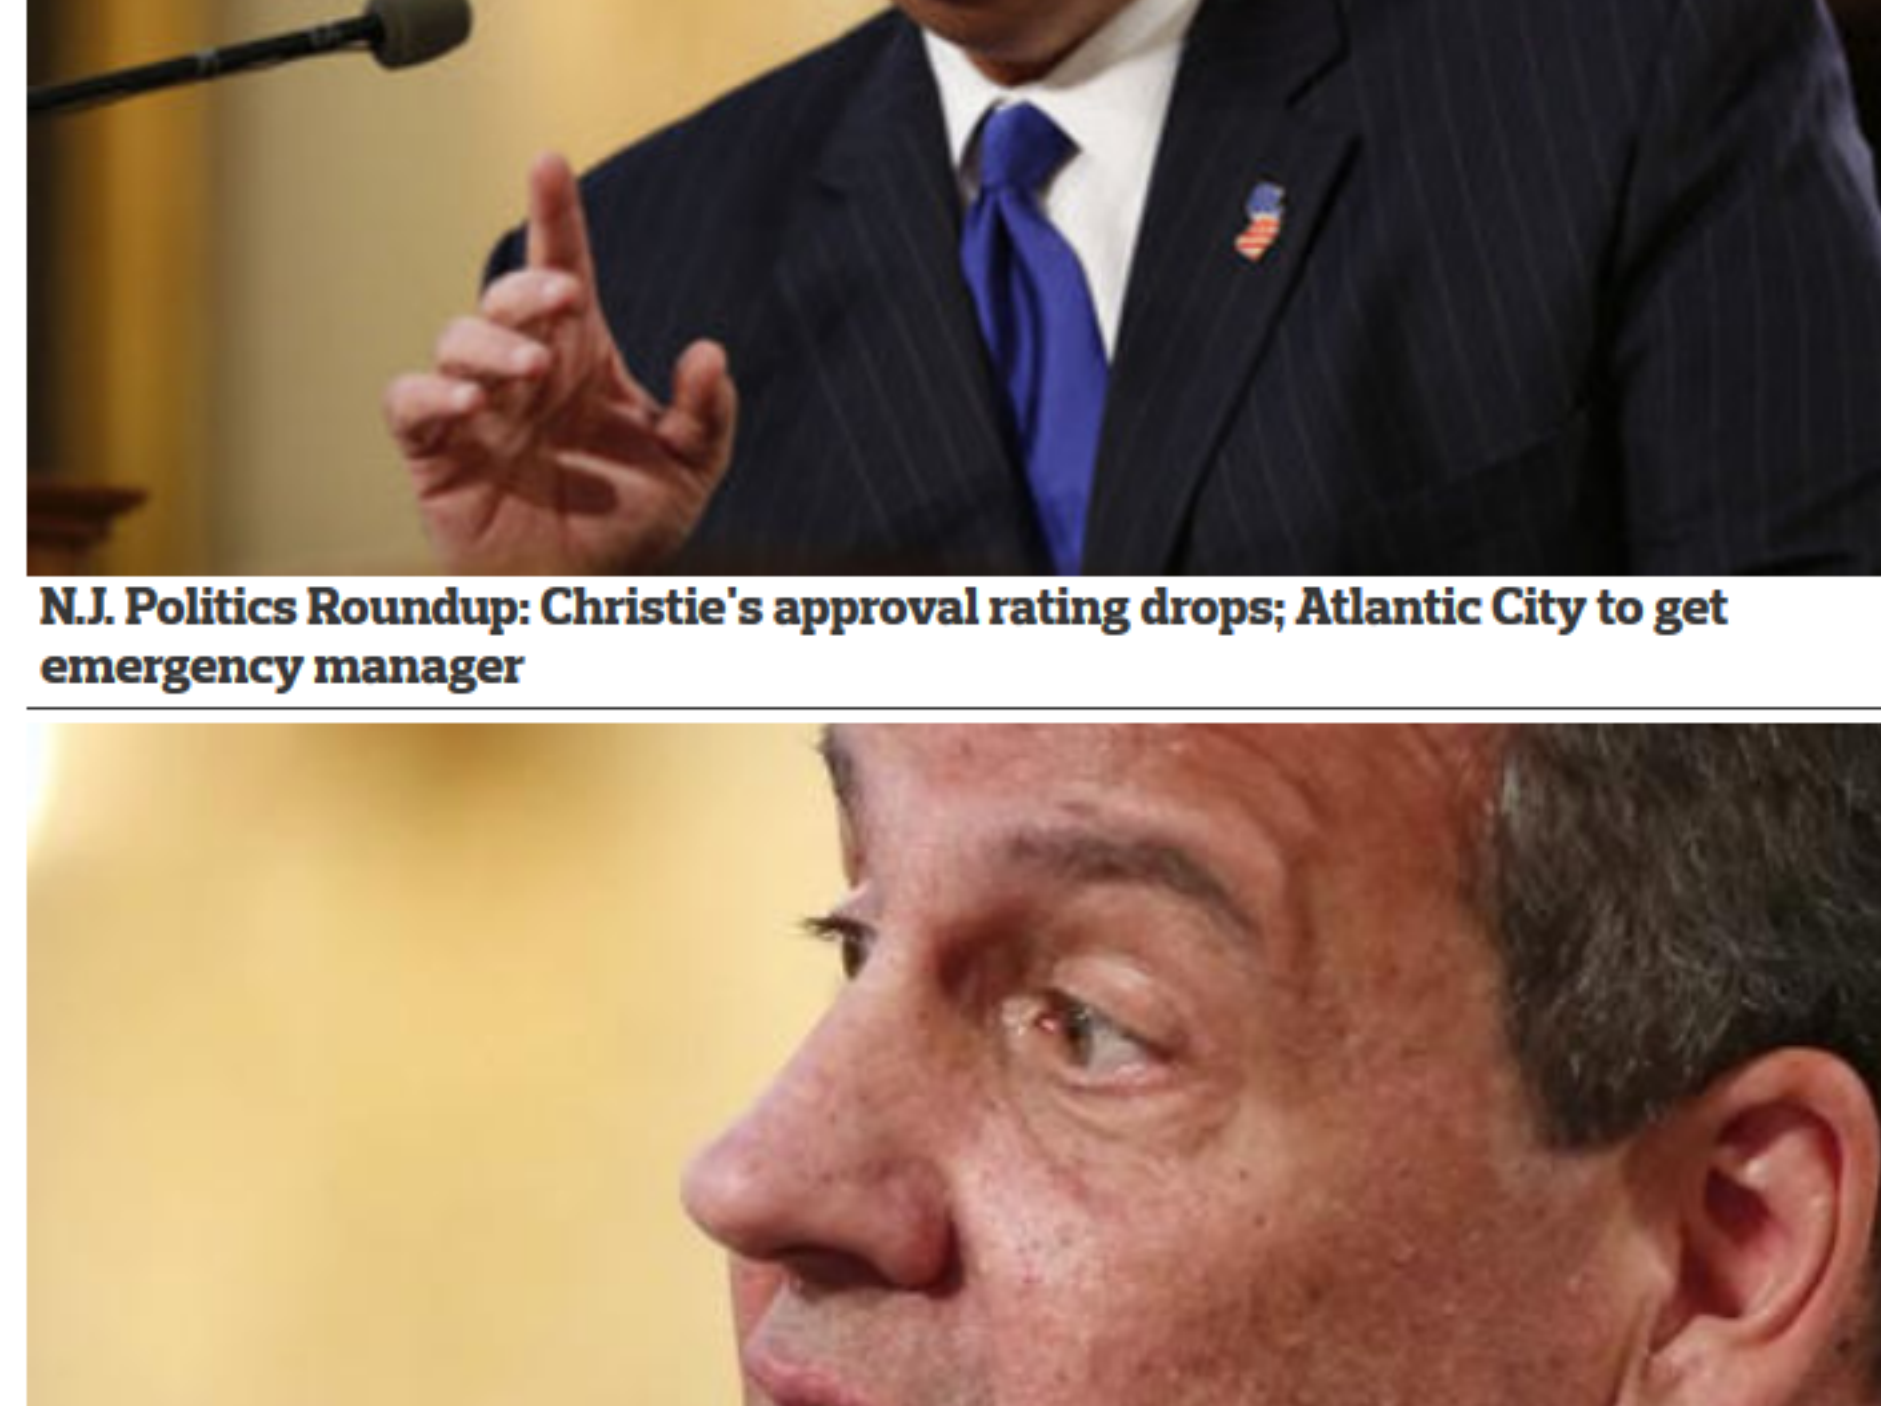 N.J. Politics Roundup: Christie's approval rating drops; Atlantic City to get
emergency manager